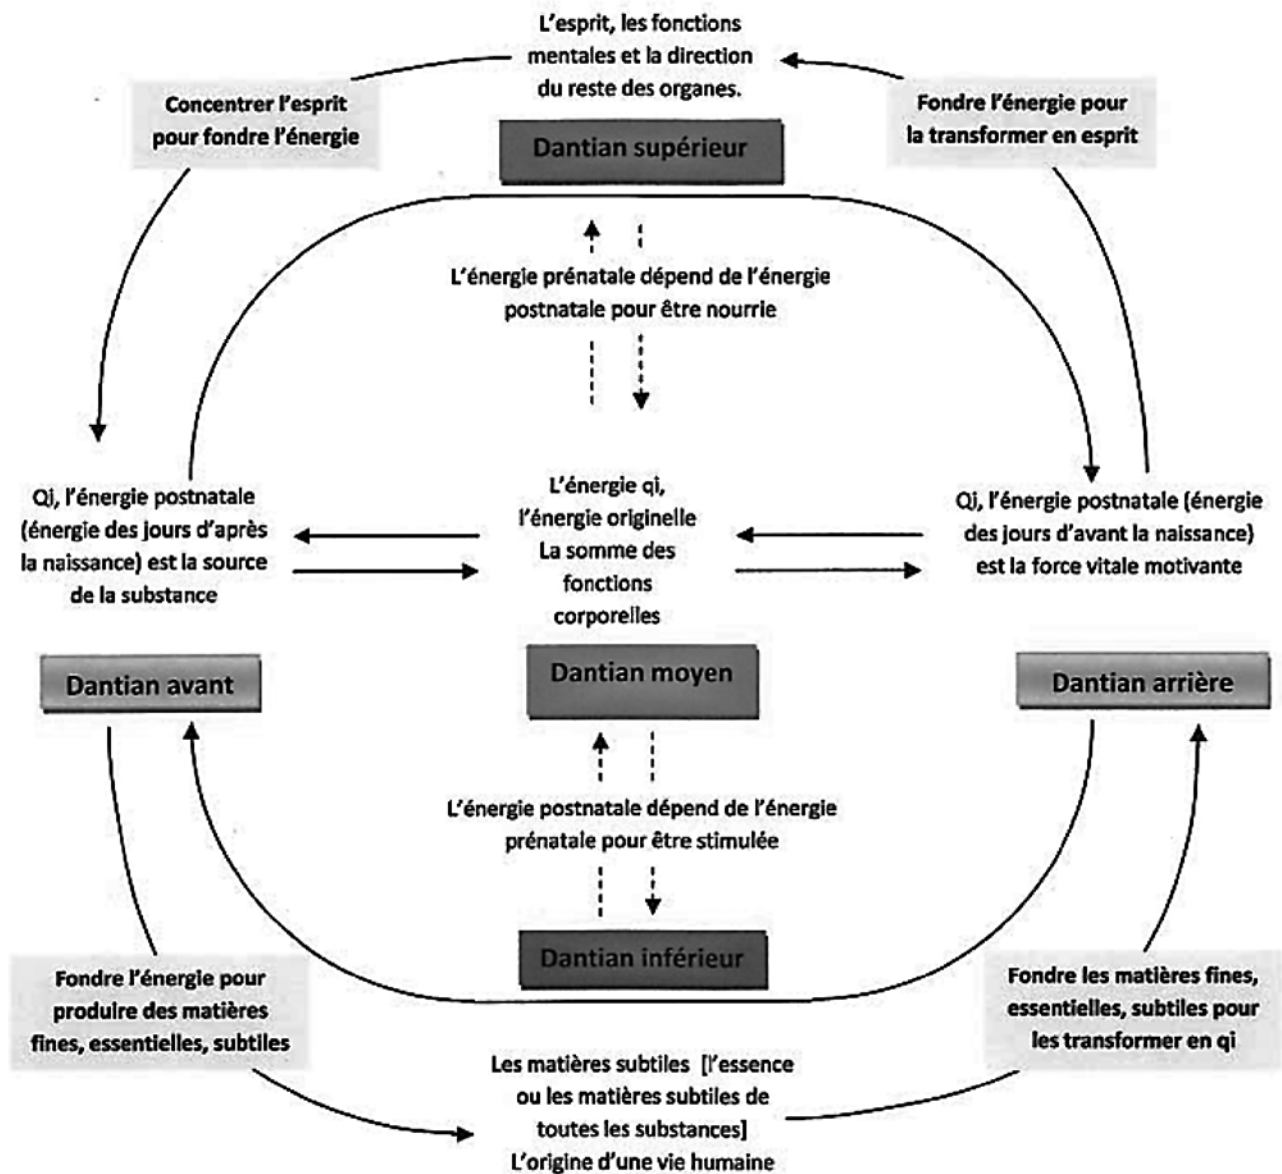 L'esprit, les fonctions
mentales et la direction
du reste des organes.
Concentrer l'esprit
pour fondre l'énergie
Fondre l'énergie pour
la transformer en esprit
Dantian supérieur
L'énergie prénatale dépend de l'énergie
postnatale pour être nourrie
Qi, l'énergie postnatale
(énergie des jours d'après
la naissance) est la source
de la substance
L'énergie qi,
l'énergie originelle
La somme des
fonctions
corporelles
Qi, l'énergie postnatale (énergie
des jours d'avant la naissance)
est la force vitale motivante
Dantian avant
Dantian moyen
Dantian arrière
L'énergie postnatale dépend de l'énergie
prénatale pour être stimulée
Dantian inférieur
Fondre l'énergie pour
produire des matières
fines, essentielles, subtiles
Fondre les matières fines,
essentielles, subtiles pour
les transformer en qi
Les matières subtiles [l'essence
ou les matières subtiles de
toutes les substances]
L'origine d'une vie humaine